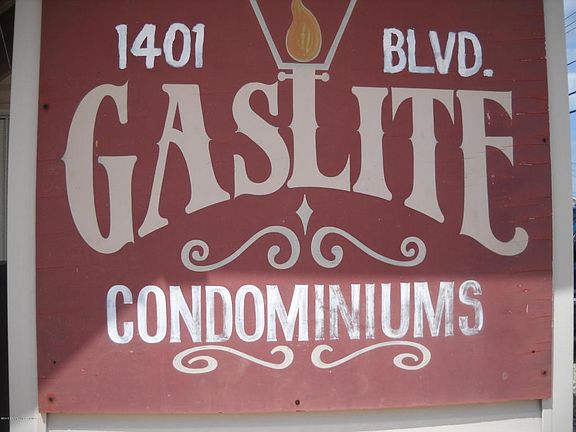 1401 BLVD.
GASLITE
CONDOMINIUMS